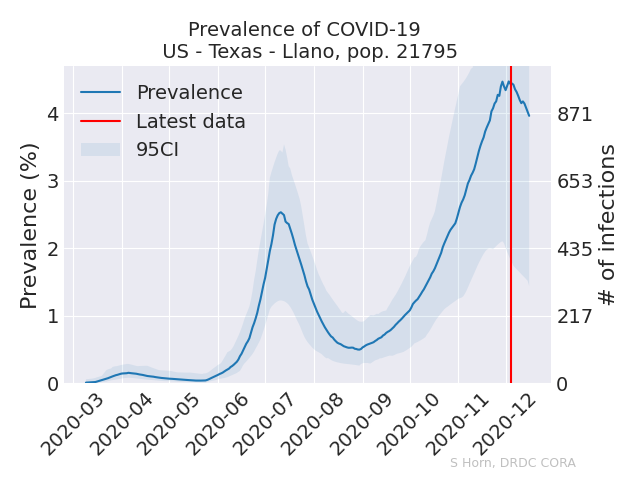 Prevalence of COVID-19
US - Texas - Llano, pop. 21795
Prevalence
Latest data
95CI
Prevalence (%)
4
3
2
1
0
871
653
435
217
0
# of infections
2020-03
2020-04
2020-05
2020-06
2020-07
2020-08
2020-09
2020-10
2020-11
2020-12
S Horn, DRDC CORA